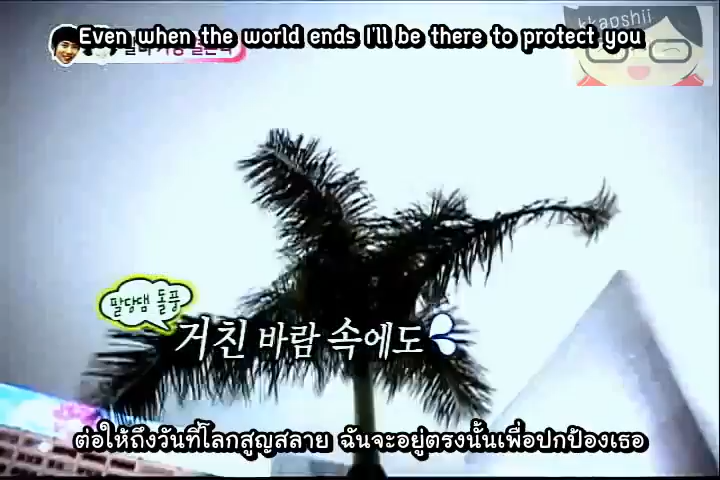 Even when the world ends I'll be there to protect you
kkapshii
팔당댐 돌풍
거친 바람 속에도
ต่อให้ถึงวันที่โลกสูญสลาย ฉันจะอยู่ตรงนั้นเพื่อปกป้องเธอ